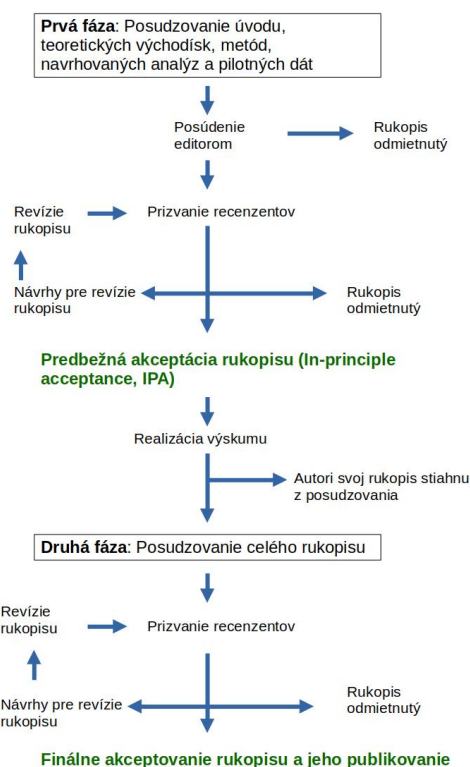 Prvá fáza: Posudzovanie úvodu,
teoretických východísk, metód,
navrhovaných analýz a pilotných dát
Posúdenie
editorom
Rukopis
odmietnutý
Revízie
rukopisu
Prizvanie recenzentov
Návrhy pre revízie
rukopisu
Rukopis
odmietnutý
Predbežná akceptácia rukopisu (In-principle
acceptance, IPA)
Realizácia výskumu
Autori svoj rukopis stiahnu
z posudzovania
Druhá fáza: Posudzovanie celého rukopisu
Revízie
rukopisu
Prizvanie recenzentov
Návrhy pre revízie
rukopisu
Rukopis
odmietnutý
Finálne akceptovanie rukopisu a jeho publikovanie